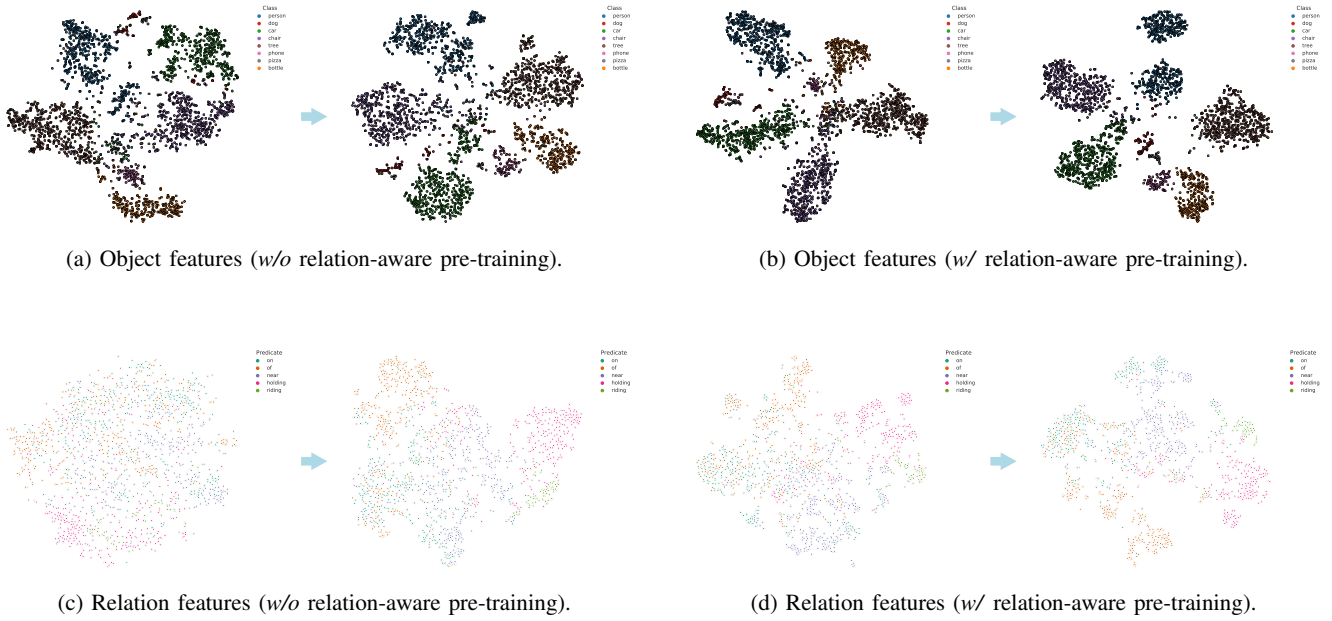 Class
person
dog
car
chair
tree
phone
pizza
bottle
Class
person
dog
car
chair
tree
phone
pizza
bottle
Class
person
dog
car
chair
tree
phone
pizza
bottle
Class
person
dog
car
chair
tree
phone
pizza
bottle
(a) Object features (w/o relation-aware pre-training).
(b) Object features (w/ relation-aware pre-training).
Predicate
on
of
near
holding
riding
Predicate
on
of
near
holding
riding
Predicate
on
of
near
holding
riding
Predicate
on
of
near
holding
riding
(c) Relation features (w/o relation-aware pre-training).
(d) Relation features (w/ relation-aware pre-training).